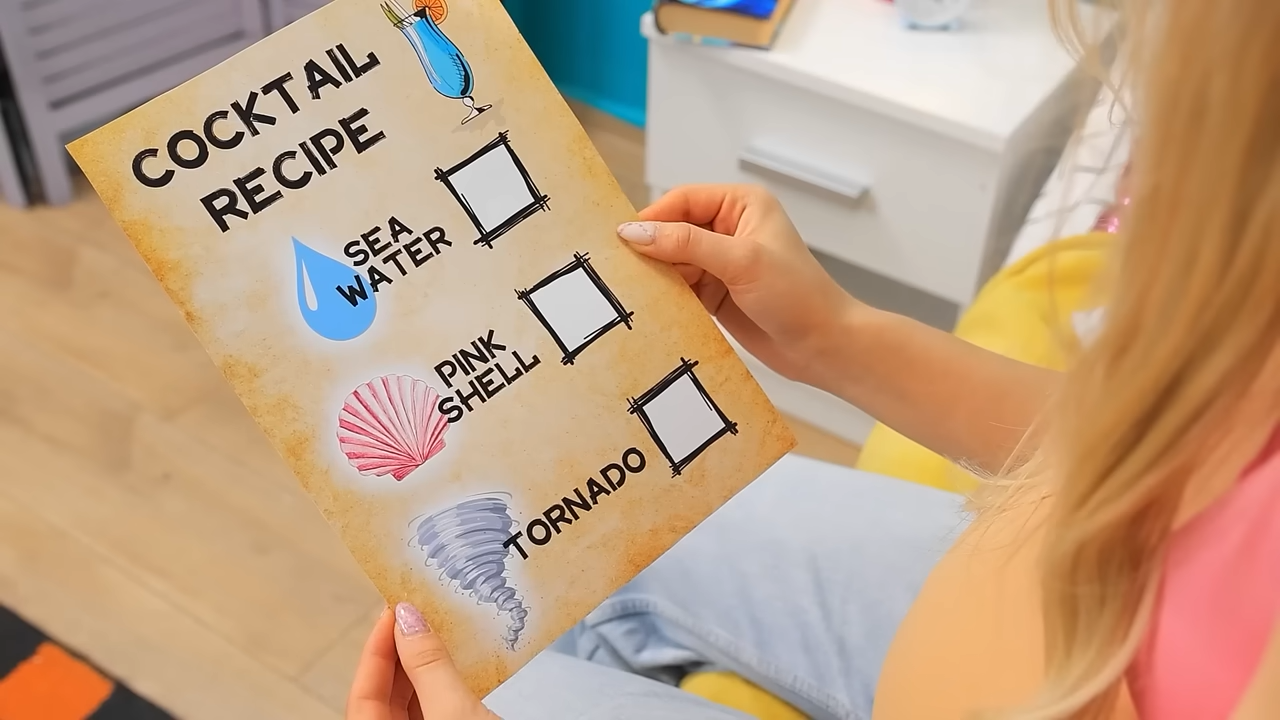 COCKTAIL
RECIPE
SEA
WATER
PINK
SHELL
TORNADO